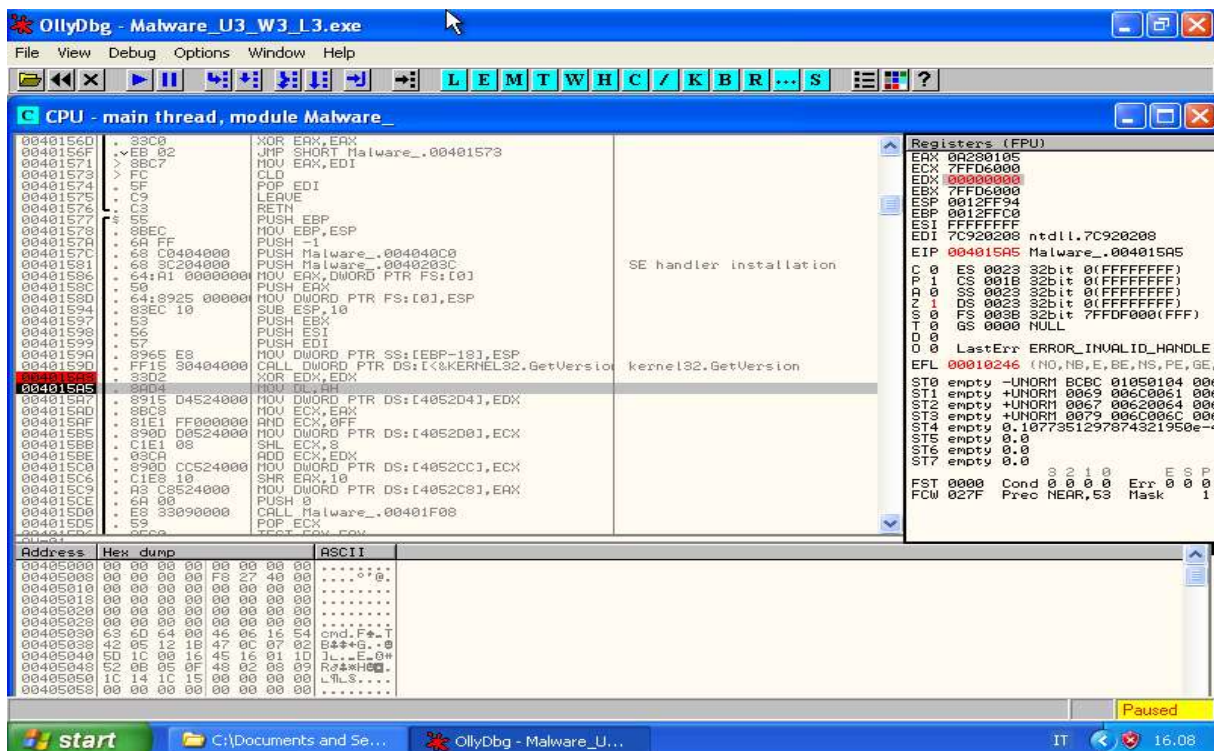 OllyDbg - Malware_U3_W3_L3.exe
File View Debug Options Window Help
L E M T W H C / K B R ... S ?
C CPU - main thread, module Malware_
0040156D . 33C0 XOR EAX,EAX
0040156F .EB 02 JMP SHORT Malware_.00401573
00401571 > 8BC7 MOV EAX,EDI
00401573 > FC CLD
00401574 . 5F POP EDI
00401575 . C9 LEAVE
00401576 . C3 RETN
00401577 $ 55 PUSH EBP
00401578 . 8BEC MOV EBP,ESP
0040157A . 6A FF PUSH -1
0040157C . 68 C0404000 PUSH Malware_.004040C0
00401581 . 68 3C204000 PUSH Malware_.0040203C SE handler installation
00401586 . 64:A1 0000000 MOV EAX,DWORD PTR FS:[0]
0040158C . 50 PUSH EAX
0040158D . 64:8925 00000 MOV DWORD PTR FS:[0],ESP
00401594 . 83EC 10 SUB ESP,10
00401597 . 53 PUSH EBX
00401598 . 56 PUSH ESI
00401599 . 57 PUSH EDI
0040159A . 8965 E8 MOV DWORD PTR SS:[EBP-18],ESP
0040159D . FF15 30404000 CALL DWORD PTR DS:[<&KERNEL32.GetVersio kernel32.GetVersion
004015A3 . 33D2 XOR EDX,EDX
004015A5 . 8AD4 MOV DL,AH
004015A7 . 8915 D4524000 MOV DWORD PTR DS:[4052D4],EDX
004015AD . 8BC8 MOV ECX,EAX
004015AF . 81E1 FF000000 AND ECX,0FF
004015B5 . 890D D0524000 MOV DWORD PTR DS:[4052D0],ECX
004015BB . C1E1 08 SHL ECX,8
004015BE . 03CA ADD ECX,EDX
004015C0 . 890D CC524000 MOV DWORD PTR DS:[4052CC],ECX
004015C6 . C1E8 10 SHR EAX,10
004015C9 . A3 C8524000 MOV DWORD PTR DS:[4052C8],EAX
004015CE . 6A 00 PUSH 0
004015D0 . E8 33090000 CALL Malware_.00401F08
004015D5 . 59 POP ECX
Registers (FPU)
EAX 0A280105
ECX 7FFD6000
EDX 00000000
EBX 7FFD6000
ESP 0012FF94
EBP 0012FFC0
ESI FFFFFFFF
EDI 7C920208 ntdll.7C920208
EIP 004015A5 Malware_.004015A5
C 0 ES 0023 32bit 0(FFFFFFFF)
P 1 CS 001B 32bit 0(FFFFFFFF)
A 0 SS 0023 32bit 0(FFFFFFFF)
Z 1 DS 0023 32bit 0(FFFFFFFF)
S 0 FS 003B 32bit 7FFDF000(FFF)
T 0 GS 0000 NULL
D 0
O 0 LastErr ERROR_INVALID_HANDLE
EFL 00010246 (NO,NB,E,BE,NS,PE,GE,
ST0 empty -UNORM BCBC 01050104 006
ST1 empty +UNORM 0069 006C0061 006
ST2 empty +UNORM 0067 00620064 006
ST3 empty +UNORM 0079 006C006C 006
ST4 empty 0.1077351297874321950e-4
ST5 empty 0.0
ST6 empty 0.0
ST7 empty 0.0
3 2 1 0 E S P
FST 0000 Cond 0 0 0 0 Err 0 0 0
FCW 027F Prec NEAR,53 Mask 1
Address Hex dump ASCII
00405000 00 00 00 00 00 00 00 00 ........
00405008 00 00 00 00 F8 27 40 00 ....°'@.
00405010 00 00 00 00 00 00 00 00 ........
00405018 00 00 00 00 00 00 00 00 ........
00405020 00 00 00 00 00 00 00 00 ........
00405028 00 00 00 00 00 00 00 00 ........
00405030 63 6D 64 00 46 06 16 54 cmd.F
00405038 42 05 12 1B 47 0C 07 02
00405040 5D 1C 00 16 45 16 01 1D
00405048 52 0B 05 0F 48 02 08 09
00405050 1C 14 1C 15 00 00 00 00
00405058 00 00 00 00 00 00 00 00 ........
Paused
start C:\Documents and Se... OllyDbg - Malware_U... IT 16.08